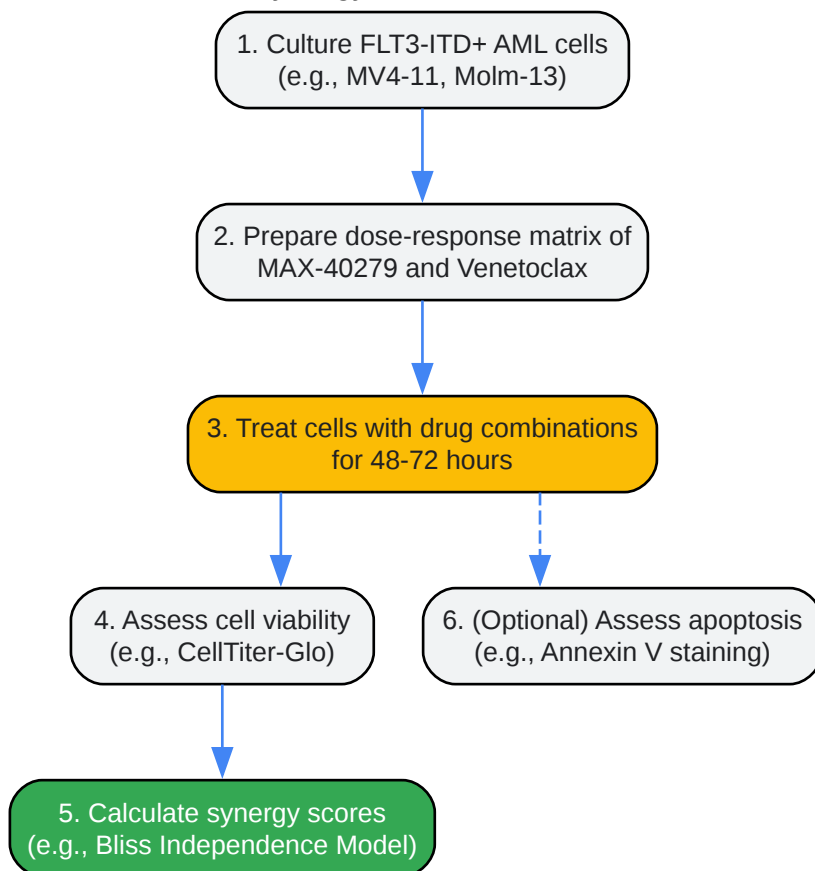 1. Culture FLT3-ITD+ AML cells
(e.g., MV4-11, Molm-13)
2. Prepare dose-response matrix of
MAX-40279 and Venetoclax
3. Treat cells with drug combinations
for 48-72 hours
4. Assess cell viability
(e.g., CellTiter-Glo)
6. (Optional) Assess apoptosis
(e.g., Annexin V staining)
5. Calculate synergy scores
(e.g., Bliss Independence Model)